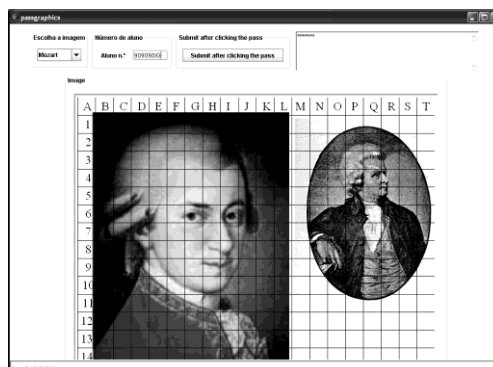 passgraphics
Escolha a imagem
Número de aluno
Submit after clicking the pass
********
Mozart
Aluno n.º
Submit after clicking the pass
Image
A B C D E F G H I J K L M N O P Q R S T
1
2
3
4
5
6
7
8
9
10
11
12
13
14